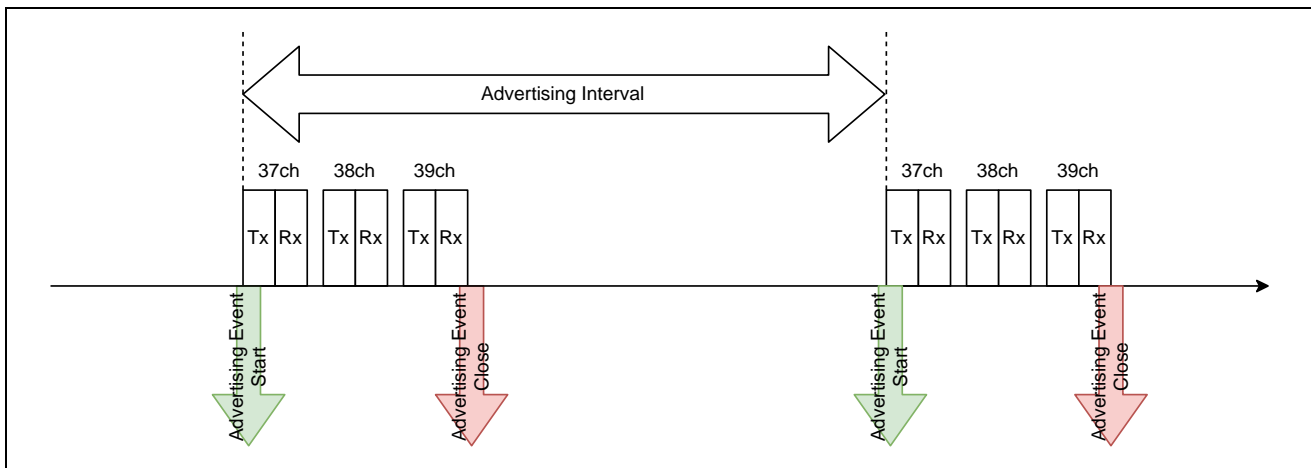 Advertising Interval
37ch
38ch
39ch
37ch
38ch
39ch
Tx
Rx
Tx
Rx
Tx
Rx
Tx
Rx
Tx
Rx
Tx
Rx
Advertising Event
Start
Advertising Event
Close
Advertising Event
Start
Advertising Event
Close